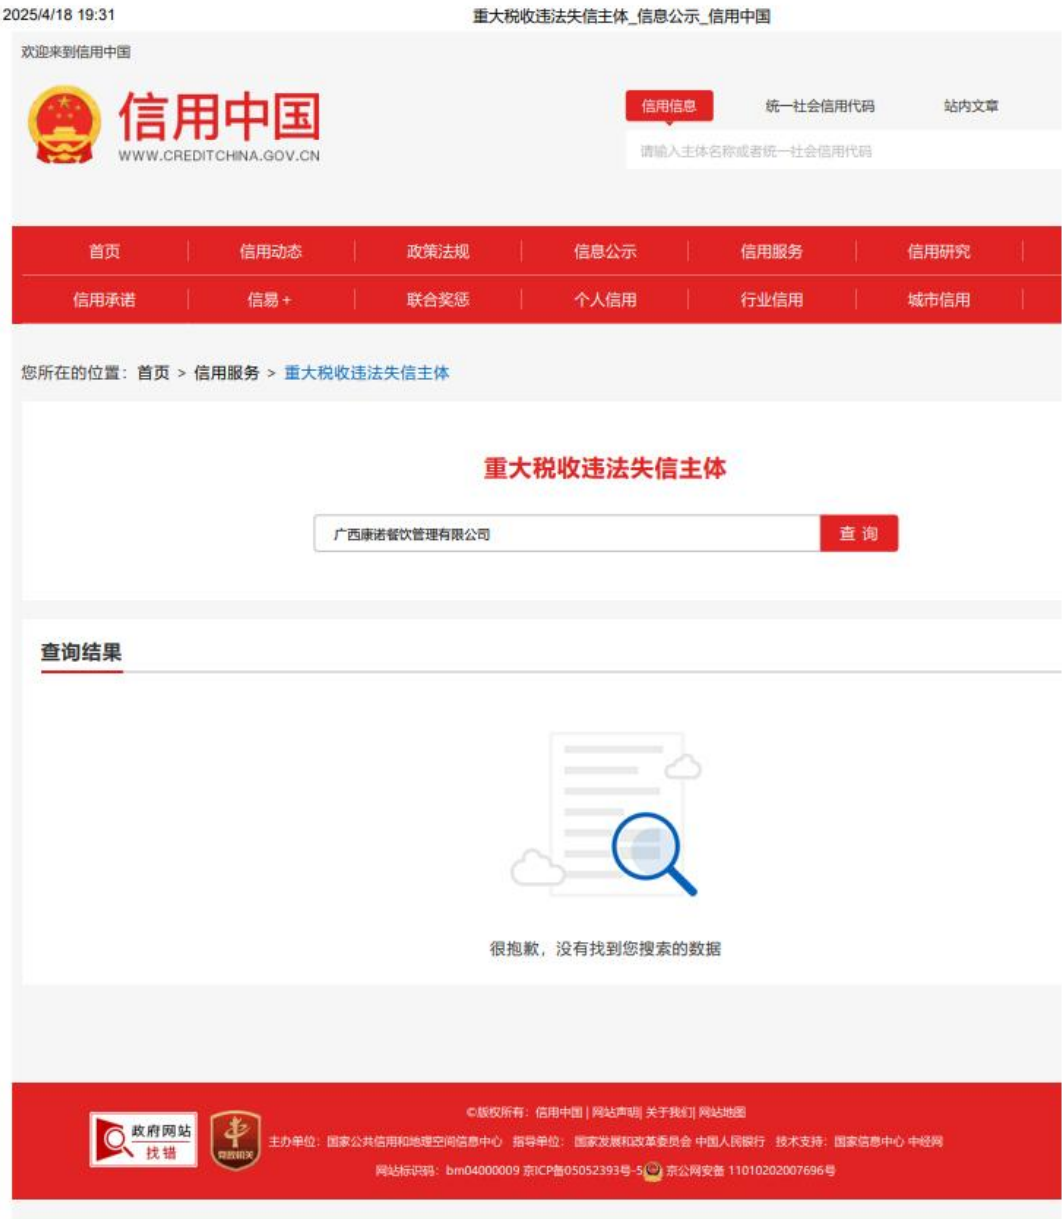 2025/4/18 19:31 重大税收违法失信主体_信息公示_信用中国
欢迎来到信用中国
信用中国
WWW.CREDITCHINA.GOV.CN
信用信息 统一社会信用代码 站内文章
请输入主体名称或者统一社会信用代码
首页 信用动态 政策法规 信息公示 信用服务 信用研究
信用承诺 信易+ 联合奖惩 个人信用 行业信用 城市信用
您所在的位置：首页 > 信用服务 > 重大税收违法失信主体
重大税收违法失信主体
广西康诺餐饮管理有限公司 查询
查询结果
很抱歉，没有找到您搜索的数据
©版权所有：信用中国 | 网站声明| 关于我们| 网站地图
政府网站
找错
党政机关
主办单位：国家公共信用和地理空间信息中心 指导单位：国家发展和改革委员会 中国人民银行 技术支持：国家信息中心 中经网
网站标识码：bm04000009 京ICP备05052393号-5 京公网安备 11010202007696号